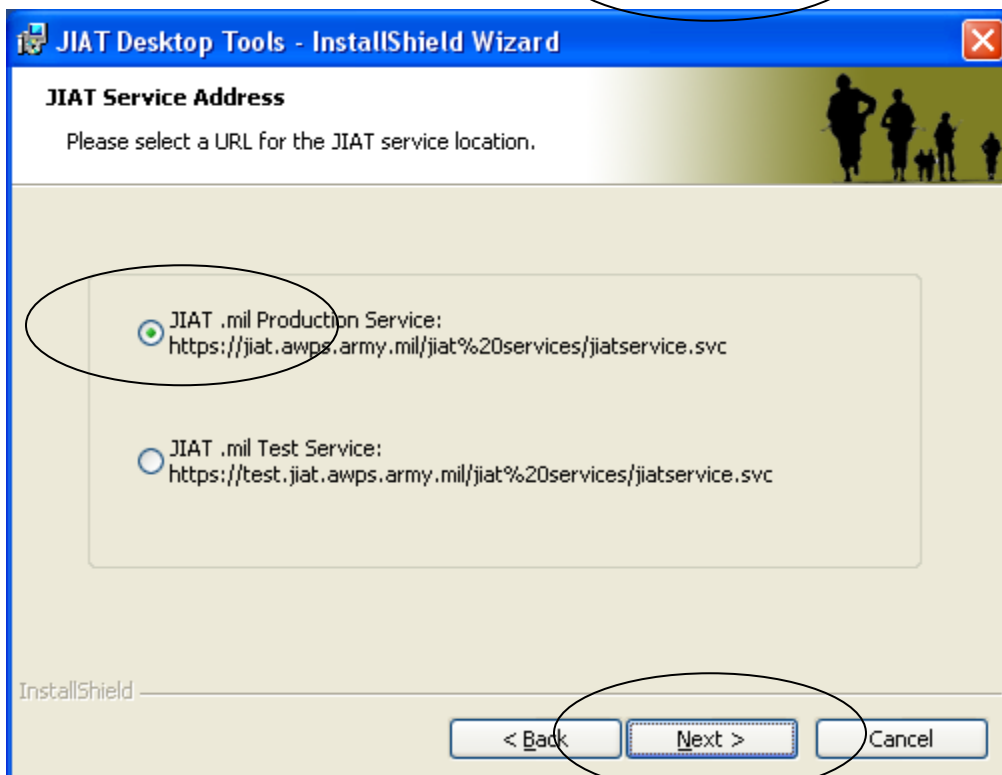 JIAT Desktop Tools - InstallShield Wizard
JIAT Service Address
Please select a URL for the JIAT service location.
JIAT .mil Production Service:
https://jiat.awps.army.mil/jiat%20services/jiatservice.svc
JIAT .mil Test Service:
https://test.jiat.awps.army.mil/jiat%20services/jiatservice.svc
InstallShield
< Back
Next >
Cancel